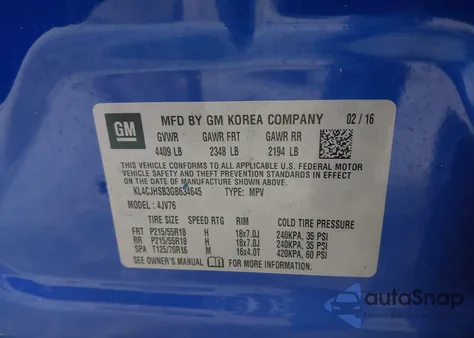 GM
MFD BY GM KOREA COMPANY 02/16
GVWR GAWR FRT GAWR RR
4409 LB 2348 LB 2194 LB
THIS VEHICLE CONFORMS TO ALL APPLICABLE U.S. FEDERAL MOTOR
VEHICLE SAFETY AND THEFT PREVENTION STANDARDS IN EFFECT ON
THE DATE OF MANUFACTURE SHOWN ABOVE.
KL4CJHSB3GB634645 TYPE: MPV
MODEL: 4JV76
TIRE SIZE SPEED RTG RIM COLD TIRE PRESSURE
FRT P215/55R18 H 18x7.0J 240KPA, 35 PSI
RR P215/55R18 H 18x7.0J 240KPA, 35 PSI
SPA T125/70R16 M 16x4.0T 420KPA, 60 PSI
SEE OWNER'S MANUAL FOR MORE INFORMATION.
autoSnap